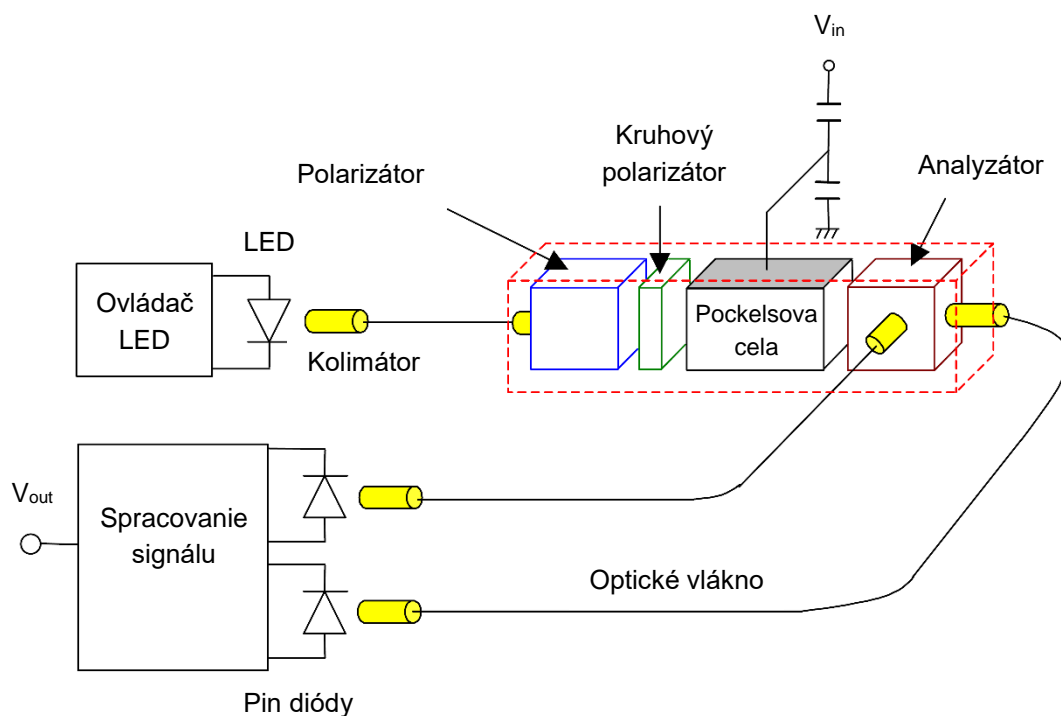 Vin
Kruhový
polarizátor
Polarizátor
Analyzátor
LED
Ovládač
LED
Kolimátor
Pockelsova
cela
Vout
Spracovanie
signálu
Optické vlákno
Pin diódy